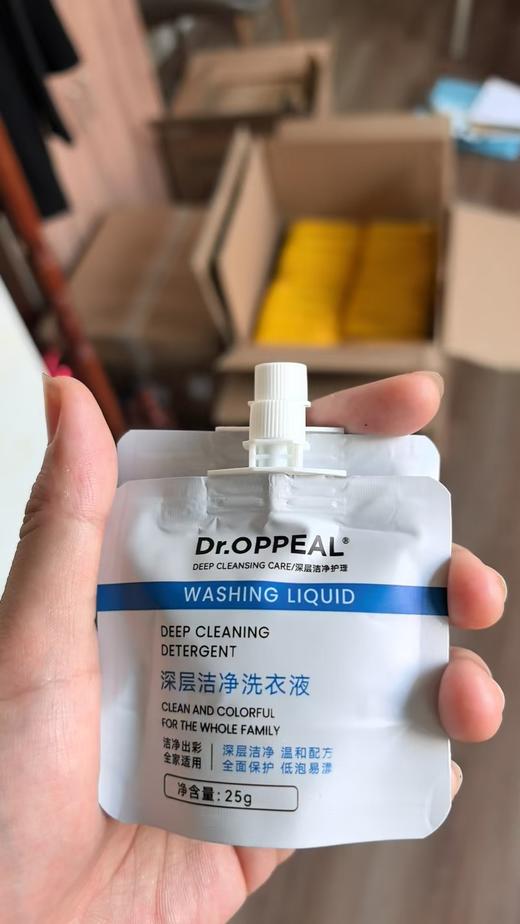 Dr.OPPEAL®
DEEP CLEANSING CARE/深层洁净护理
WASHING LIQUID
DEEP CLEANING
DETERGENT
深层洁净洗衣液
CLEAN AND COLORFUL
FOR THE WHOLE FAMILY
洁净出彩 深层洁净 温和配方
全家适用 全面保护 低泡易漂
净含量:25g